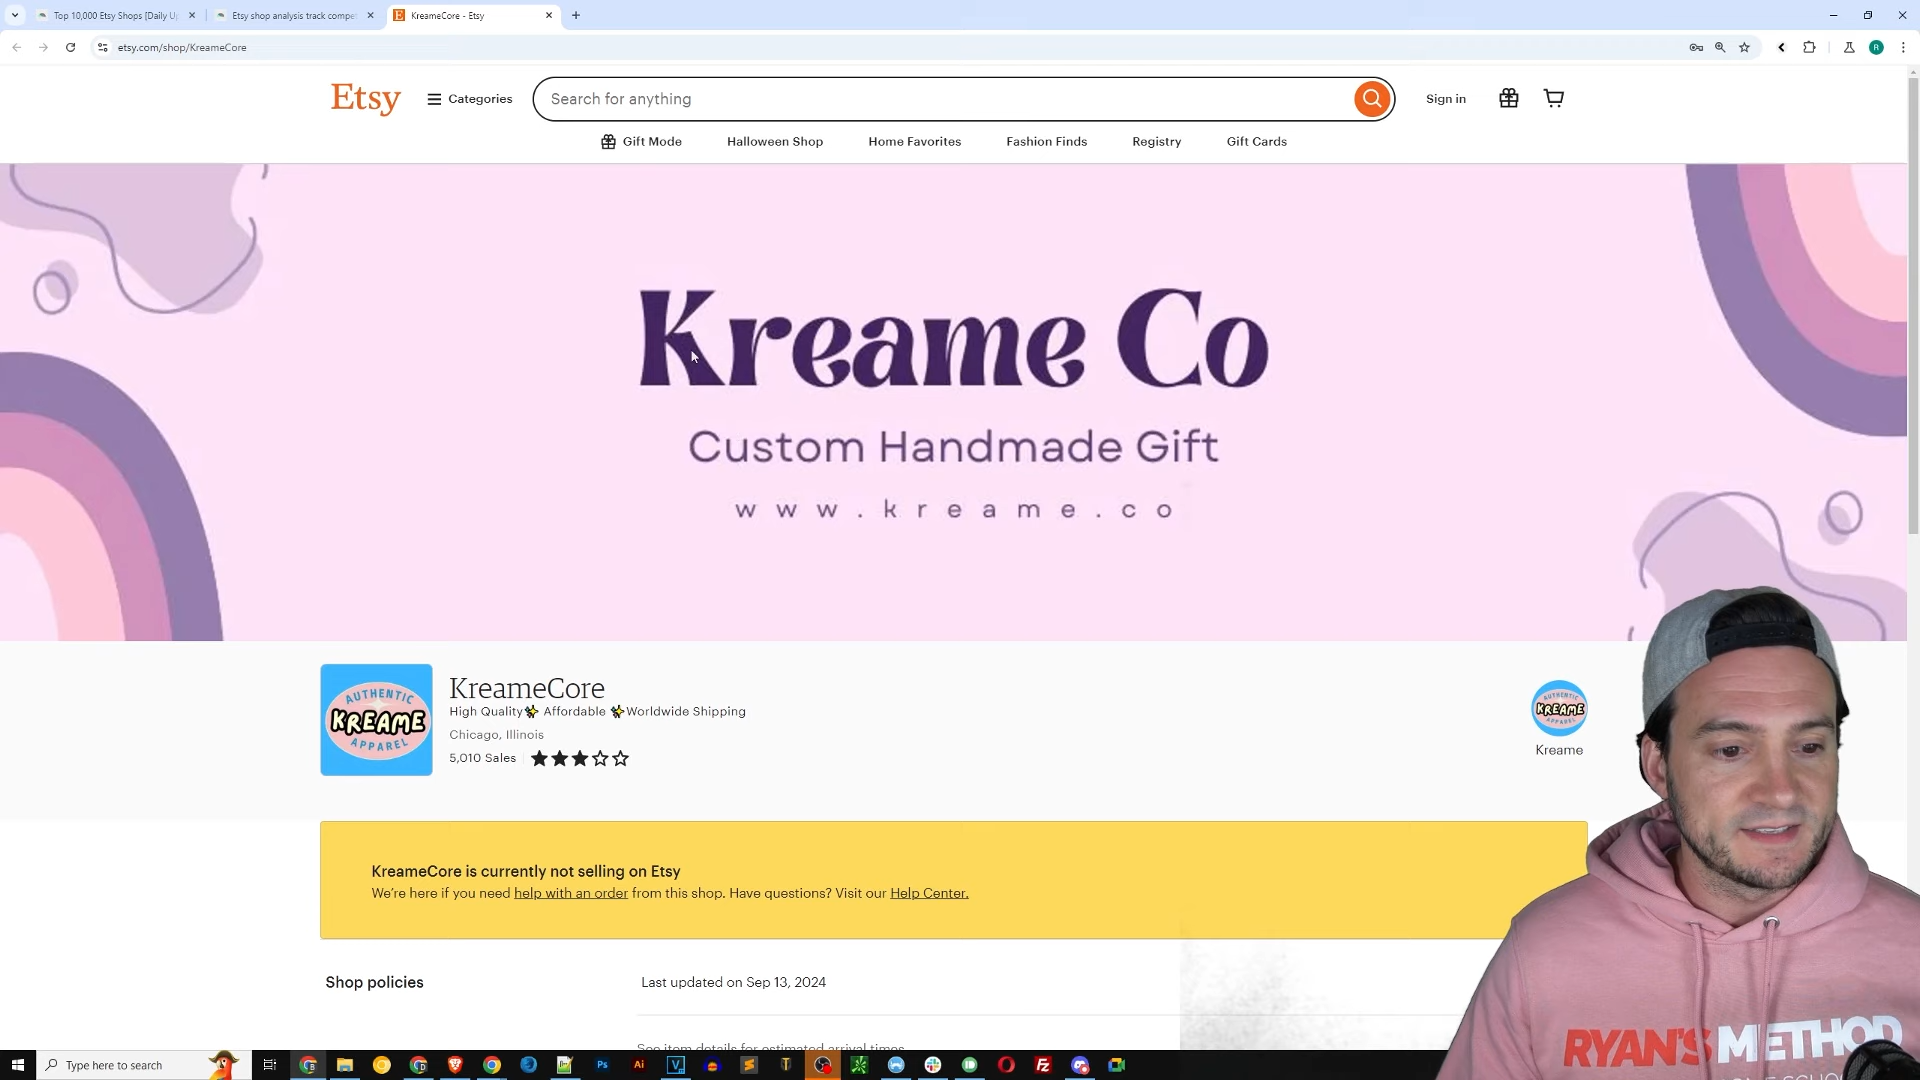 Top 10,000 Etsy Shops [Daily Up
Etsy shop analysis track compet
KreameCore - Etsy
etsy.com/shop/KreameCore
R
Etsy
Categories
Search for anything
Sign in
Gift Mode
Halloween Shop
Home Favorites
Fashion Finds
Registry
Gift Cards
Kreame Co
Custom Handmade Gift
www.kreame.co
AUTHENTIC
KREAME
APPAREL
KreameCore
High Quality✨ Affordable ✨Worldwide Shipping
Chicago, Illinois
5,010 Sales
AUTHENTIC
KREAME
APPAREL
Kreame
KreameCore is currently not selling on Etsy
We're here if you need help with an order from this shop. Have questions? Visit our Help Center.
Shop policies
Last updated on Sep 13, 2024
See item details for estimated arrival times
RYAN'S METHOD
Type here to search
Ps
Ai